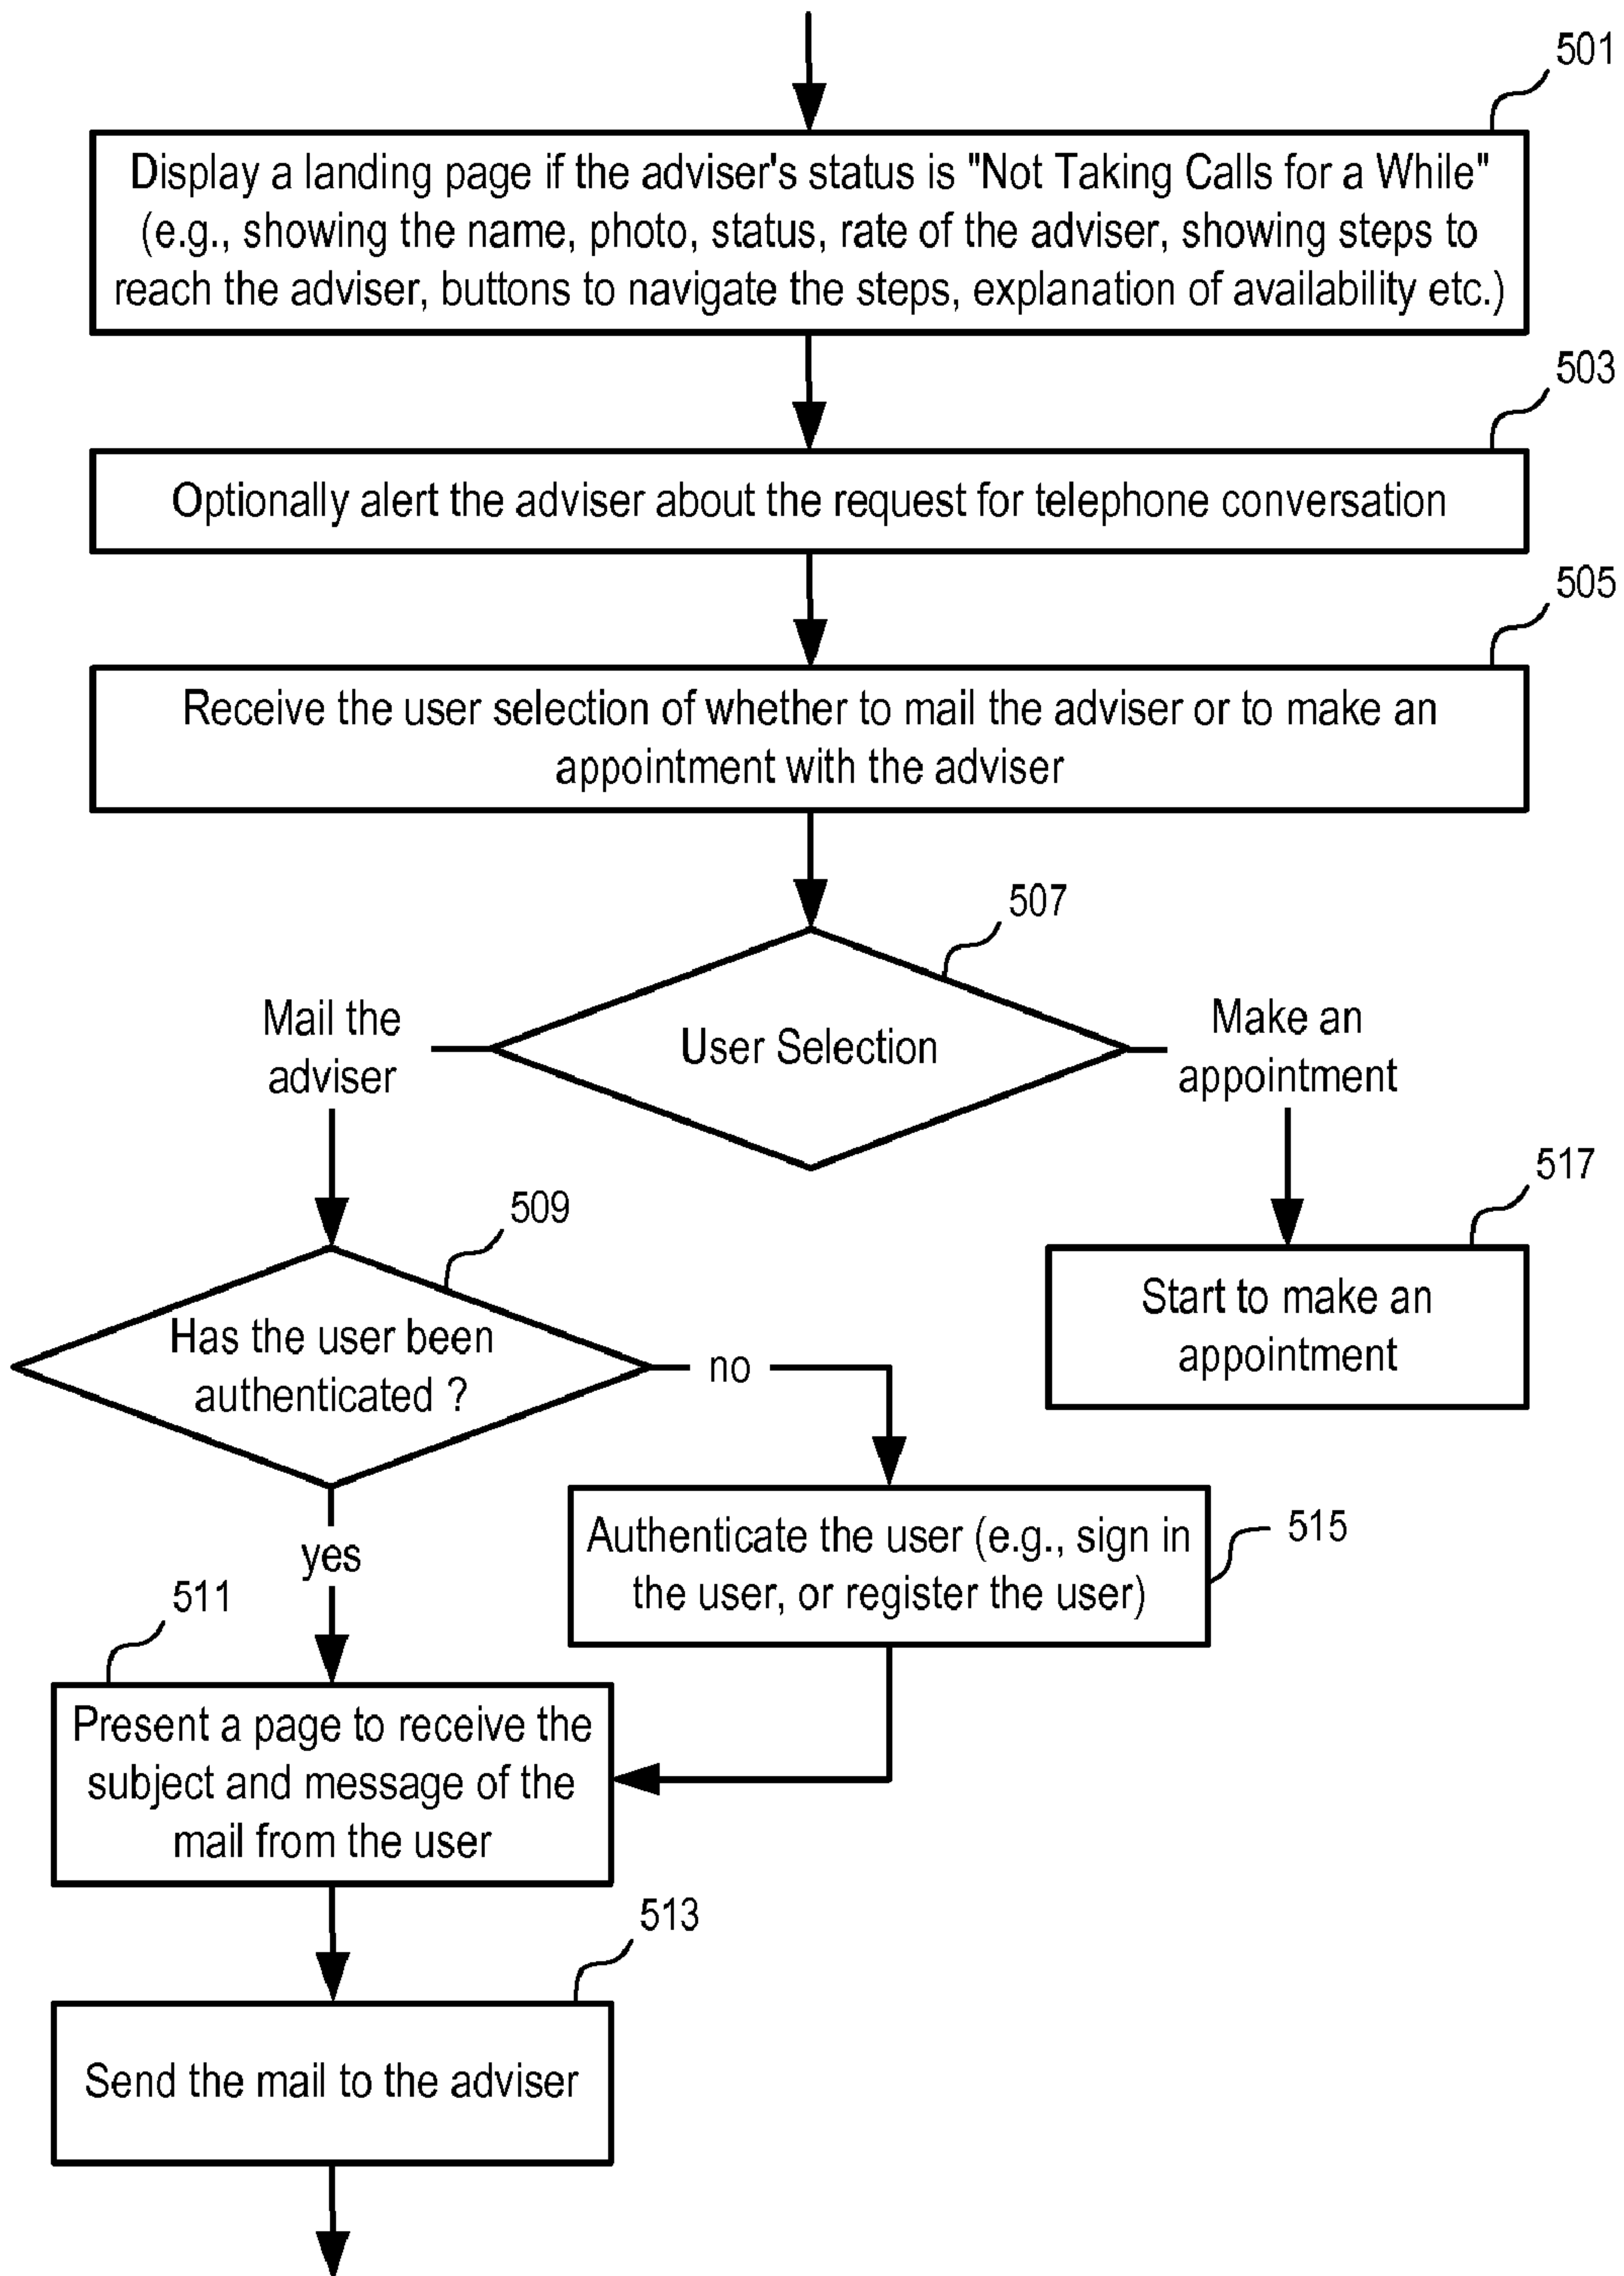 501
Display a landing page if the adviser's status is "Not Taking Calls for a While"
(e.g., showing the name, photo, status, rate of the adviser, showing steps to
reach the adviser, buttons to navigate the steps, explanation of availability etc.)
503
Optionally alert the adviser about the request for telephone conversation
505
Receive the user selection of whether to mail the adviser or to make an
appointment with the adviser
507
User Selection
Mail the
adviser
Make an
appointment
509
Has the user been
authenticated ?
no
517
Start to make an
appointment
yes
515
Authenticate the user (e.g., sign in
the user, or register the user)
511
Present a page to receive the
subject and message of the
mail from the user
513
Send the mail to the adviser